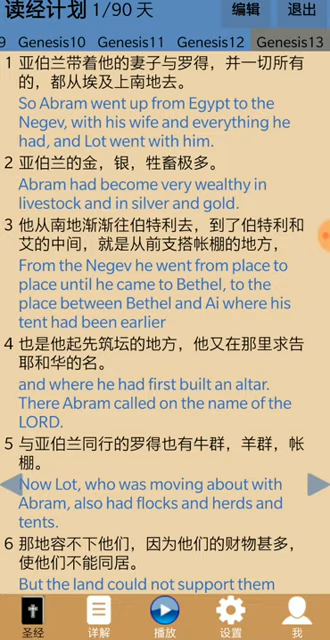 读经计划 1/90 天 编辑 退出
9 Genesis10 Genesis11 Genesis12 Genesis13
1 亚伯兰带着他的妻子与罗得，并一切所有
的，都从埃及上南地去。
So Abram went up from Egypt to the
Negev, with his wife and everything he
had, and Lot went with him.
2 亚伯兰的金，银，牲畜极多。
Abram had become very wealthy in
livestock and in silver and gold.
3 他从南地渐渐往伯特利去，到了伯特利和
艾的中间，就是从前支搭帐棚的地方，
From the Negev he went from place to
place until he came to Bethel, to the
place between Bethel and Ai where his
tent had been earlier
4 也是他起先筑坛的地方，他又在那里求告
耶和华的名。
and where he had first built an altar.
There Abram called on the name of the
LORD.
5 与亚伯兰同行的罗得也有牛群，羊群，帐
棚。
Now Lot, who was moving about with
Abram, also had flocks and herds and
tents.
6 那地容不下他们，因为他们的财物甚多，
使他们不能同居。
But the land could not support them
圣经 详解 播放 设置 我